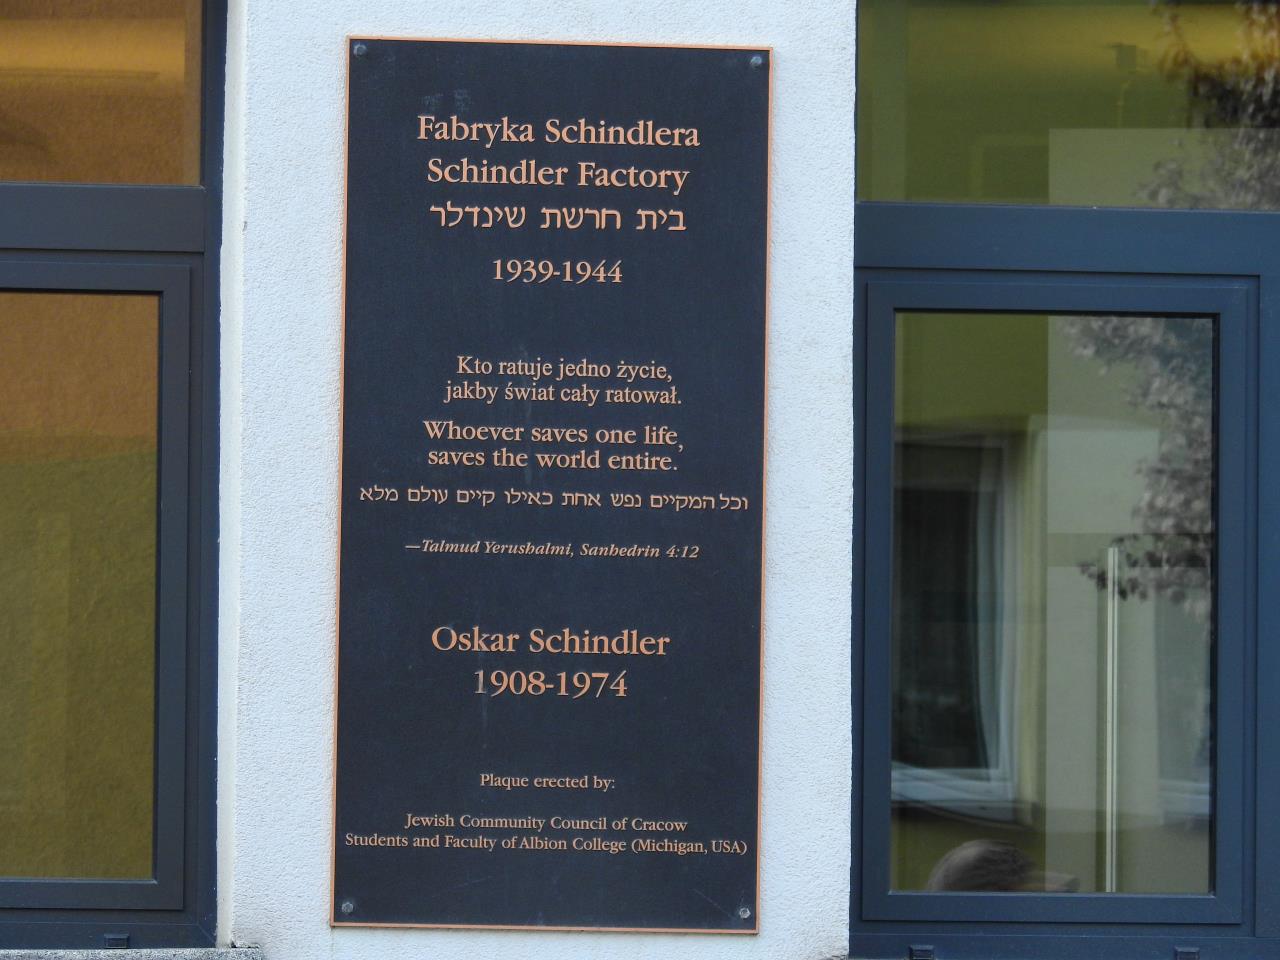 Fabryka Schindlera
Schindler Factory
בית חרשת שינדלר
1939-1944
Kto ratuje jedno życie,
jakby świat cały ratował.
Whoever saves one life,
saves the world entire.
וכל המקיים נפש אחת כאילו קיים עולם מלא
—Talmud Yerushalmi, Sanhedrin 4:12
Oskar Schindler
1908-1974
Plaque erected by:
Jewish Community Council of Cracow
Students and Faculty of Albion College (Michigan, USA)